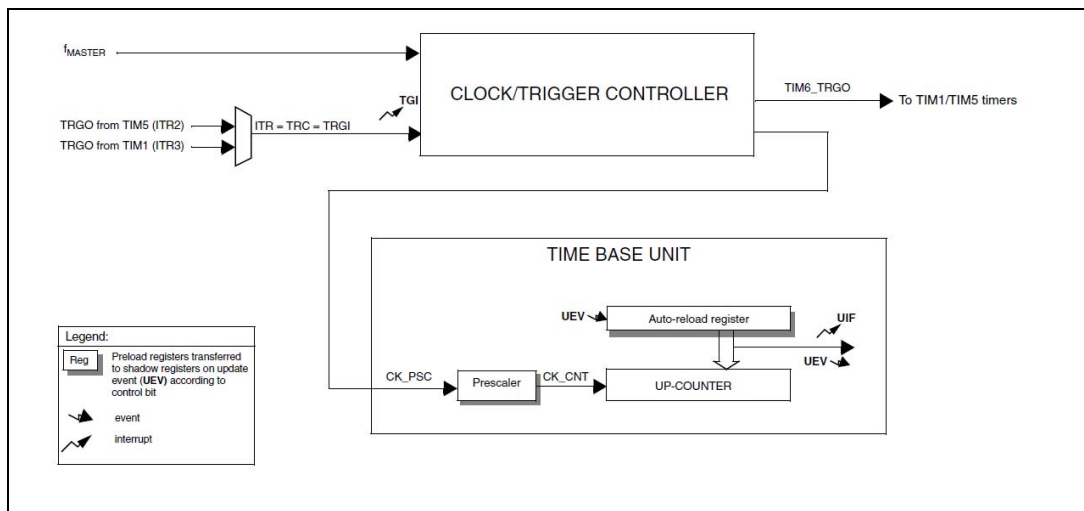 fMASTER
CLOCK/TRIGGER CONTROLLER
TIM6_TRGO
To TIM1/TIM5 timers
TGI
TRGO from TIM5 (ITR2)
TRGO from TIM1 (ITR3)
ITR = TRC = TRGI
TIME BASE UNIT
UEV
Auto-reload register
UIF
UEV
CK_PSC
Prescaler
CK_CNT
UP-COUNTER
Legend:
Reg
Preload registers transferred
to shadow registers on update
event (UEV) according to
control bit
event
interrupt